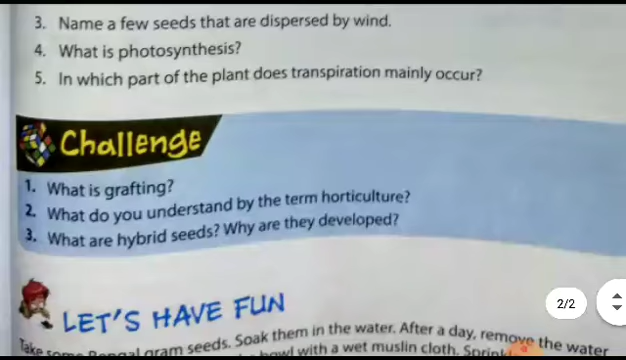 3. Name a few seeds that are dispersed by wind.
4. What is photosynthesis?
5. In which part of the plant does transpiration mainly occur?
Challenge
1. What is grafting?
2. What do you understand by the term horticulture?
3. What are hybrid seeds? Why are they developed?
LET'S HAVE FUN
2/2
Take some Bengal gram seeds. Soak them in the water. After a day, remove the water
bowl with a wet muslin cloth.